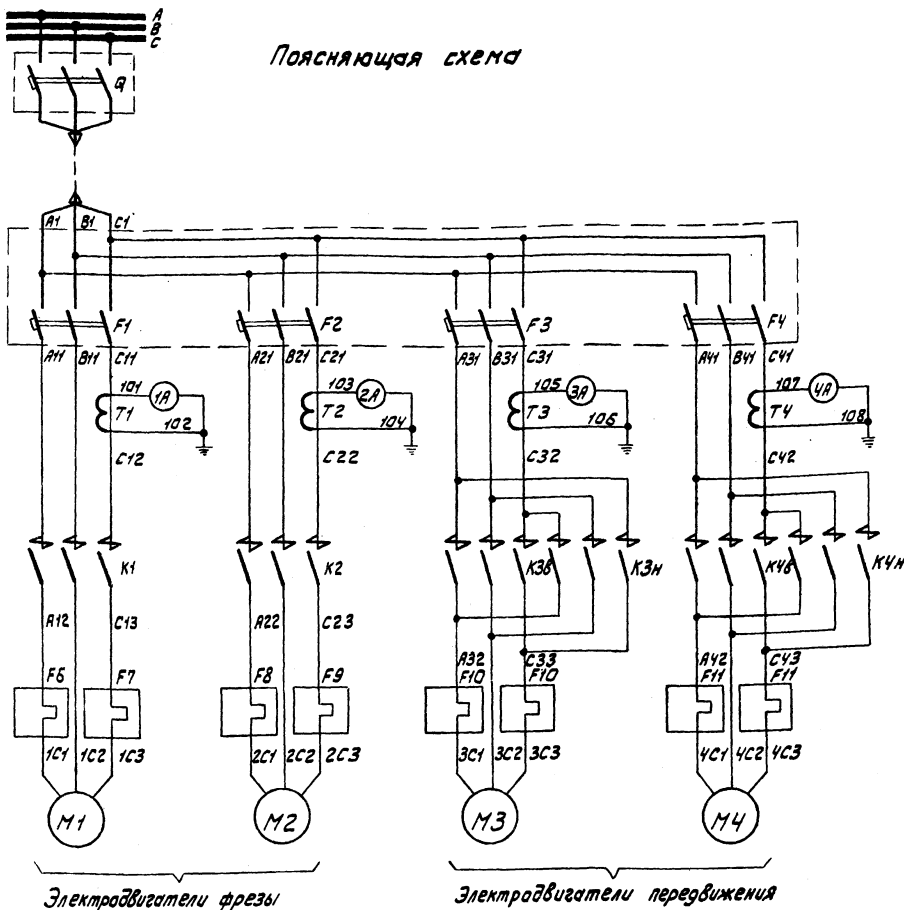 A
B
C
Поясняющая схема
Q
A1 B1 C1
F1 F2 F3 F4
A11 B11 C11 A21 B21 C21 A31 B31 C31 A41 B41 C41
101 1A 103 2A 105 3A 107 4A
T1 102 T2 104 T3 106 T4 108
C12 C22 C32 C42
K1 K2 K3в K3н K4в K4н
A12 C13 A22 C23
A32 C33 A42 C43
F6 F7 F8 F9 F10 F10 F11 F11
1C1 1C2 1C3 2C1 2C2 2C3 3C1 3C2 3C3 4C1 4C2 4C3
M1 M2 M3 M4
Электродвигатели фрезы Электродвигатели передвижения